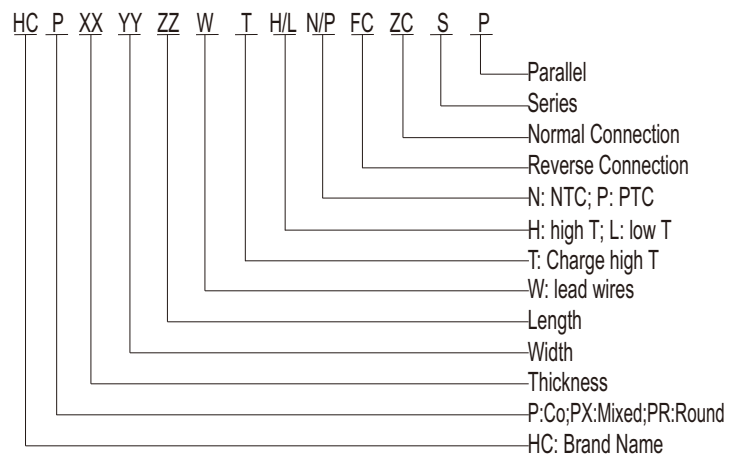 HC P XX YY ZZ W T H/L N/P FC ZC S P
Parallel
Series
Normal Connection
Reverse Connection
N: NTC; P: PTC
H: high T; L: low T
T: Charge high T
W: lead wires
Length
Width
Thickness
P:Co;PX:Mixed;PR:Round
HC: Brand Name